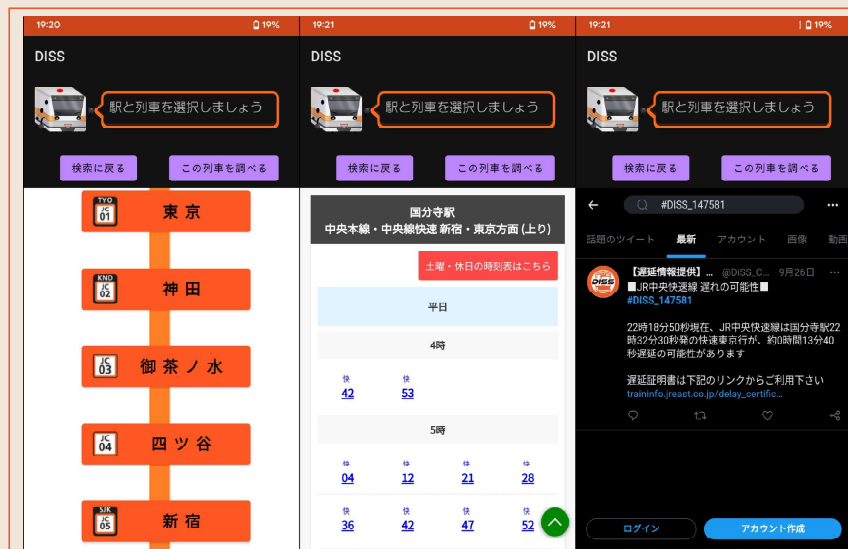 19:20
19%
DISS
駅と列車を選択しましょう
検索に戻る
この列車を調べる
TYO
JC
01
東京
KND
JC
02
神田
JC
03
御茶ノ水
JC
04
四ツ谷
SJK
JC
05
新宿
19:21
19%
DISS
駅と列車を選択しましょう
検索に戻る
この列車を調べる
国分寺駅
中央本線・中央線快速 新宿・東京方面 (上り)
土曜・休日の時刻表はこちら
平日
4時
快 快
42 53
5時
快 快 快 快
04 12 21 28
快 快 快 快
36 42 47 52
19:21
19%
DISS
駅と列車を選択しましょう
検索に戻る
この列車を調べる
#DISS_147581
話題のツイート 最新 アカウント 画像 動画
DISS
【遅延情報提供】... @DISS_C... 9月26日
■JR中央快速線 遅れの可能性■
#DISS_147581
22時18分50秒現在、JR中央快速線は国分寺駅22
時32分30秒発の快速東京行が、約0時間13分40
秒遅延の可能性があります
遅延証明書は下記のリンクからご利用下さい
traininfo.jreast.co.jp/delay_certific...
ログイン
アカウント作成